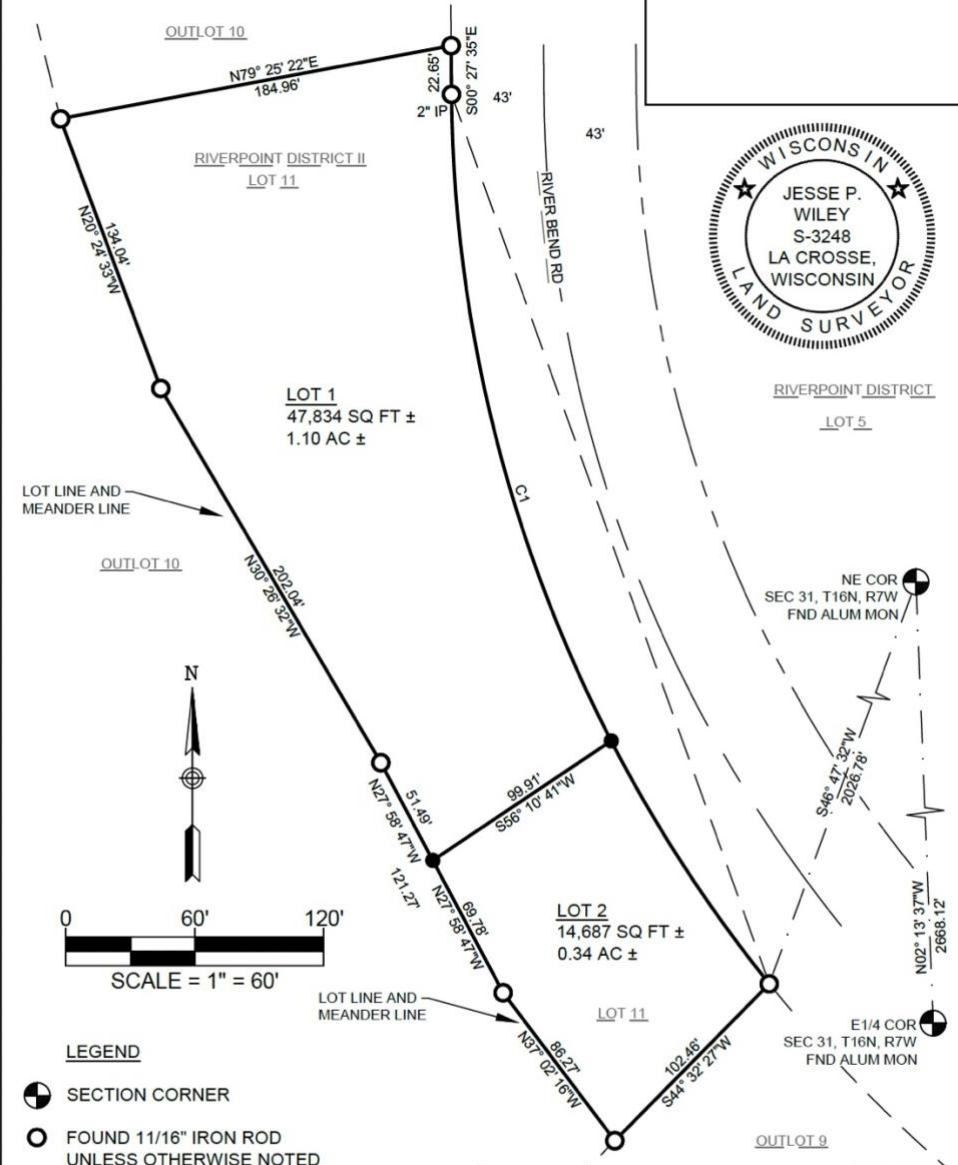 OUTLOT 10
N79° 25' 22"E
184.96'
22.65'
S00° 27' 35"E
2" IP
43'
43'
RIVERPOINT DISTRICT II
LOT 11
RIVER BEND RD
WISCONSIN
JESSE P.
WILEY
S-3248
LA CROSSE,
WISCONSIN
LAND SURVEYOR
134.04'
N20° 24' 33"W
LOT 1
47,834 SQ FT ±
1.10 AC ±
RIVERPOINT DISTRICT
LOT 5
C1
LOT LINE AND
MEANDER LINE
OUTLOT 10
202.04'
N30° 26' 32"W
NE COR
SEC 31, T16N, R7W
FND ALUM MON
N
S46° 47' 32"W
2026.78'
51.49'
N27° 58' 47"W
99.91'
S56° 10' 41"W
121.27'
69.78'
N27° 58' 47"W
0 60' 120'
SCALE = 1" = 60'
LOT 2
14,687 SQ FT ±
0.34 AC ±
N02° 13' 37"W
2668.12'
LOT LINE AND
MEANDER LINE
LOT 11
E1/4 COR
SEC 31, T16N, R7W
FND ALUM MON
86.27'
N37° 02' 16"W
102.46'
S44° 32' 27"W
LEGEND
SECTION CORNER
FOUND 11/16" IRON ROD
UNLESS OTHERWISE NOTED
OUTLOT 9